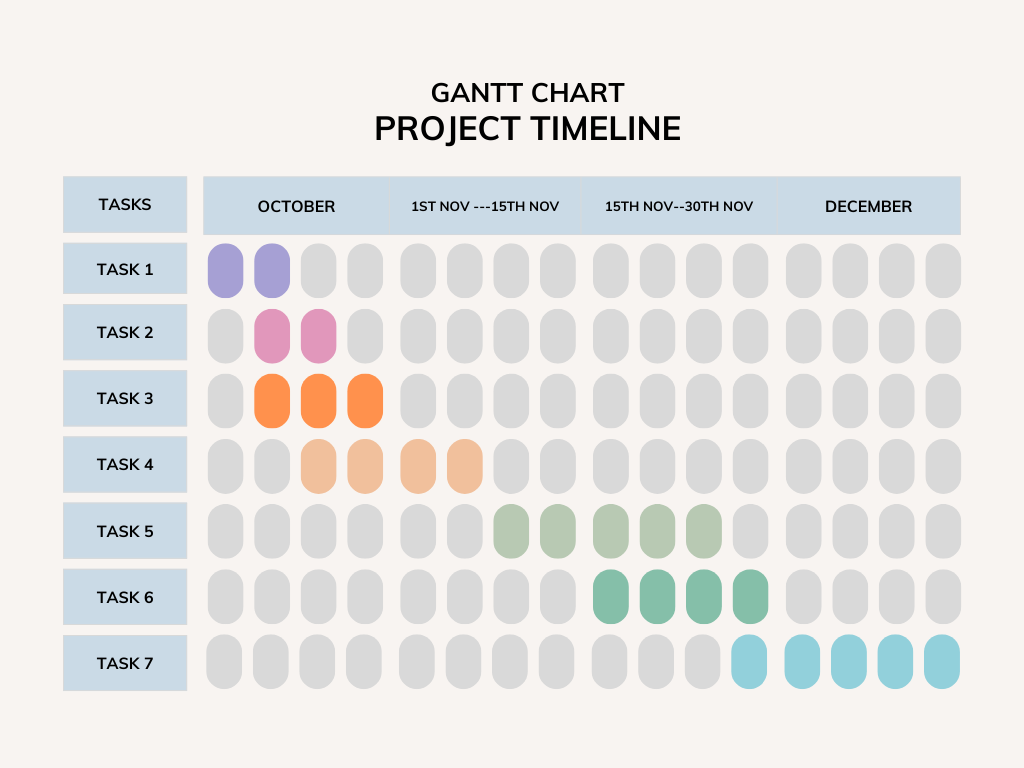 GANTT CHART
PROJECT TIMELINE
TASKS
OCTOBER
1ST NOV ---15TH NOV
15TH NOV--30TH NOV
DECEMBER
TASK 1
TASK 2
TASK 3
TASK 4
TASK 5
TASK 6
TASK 7